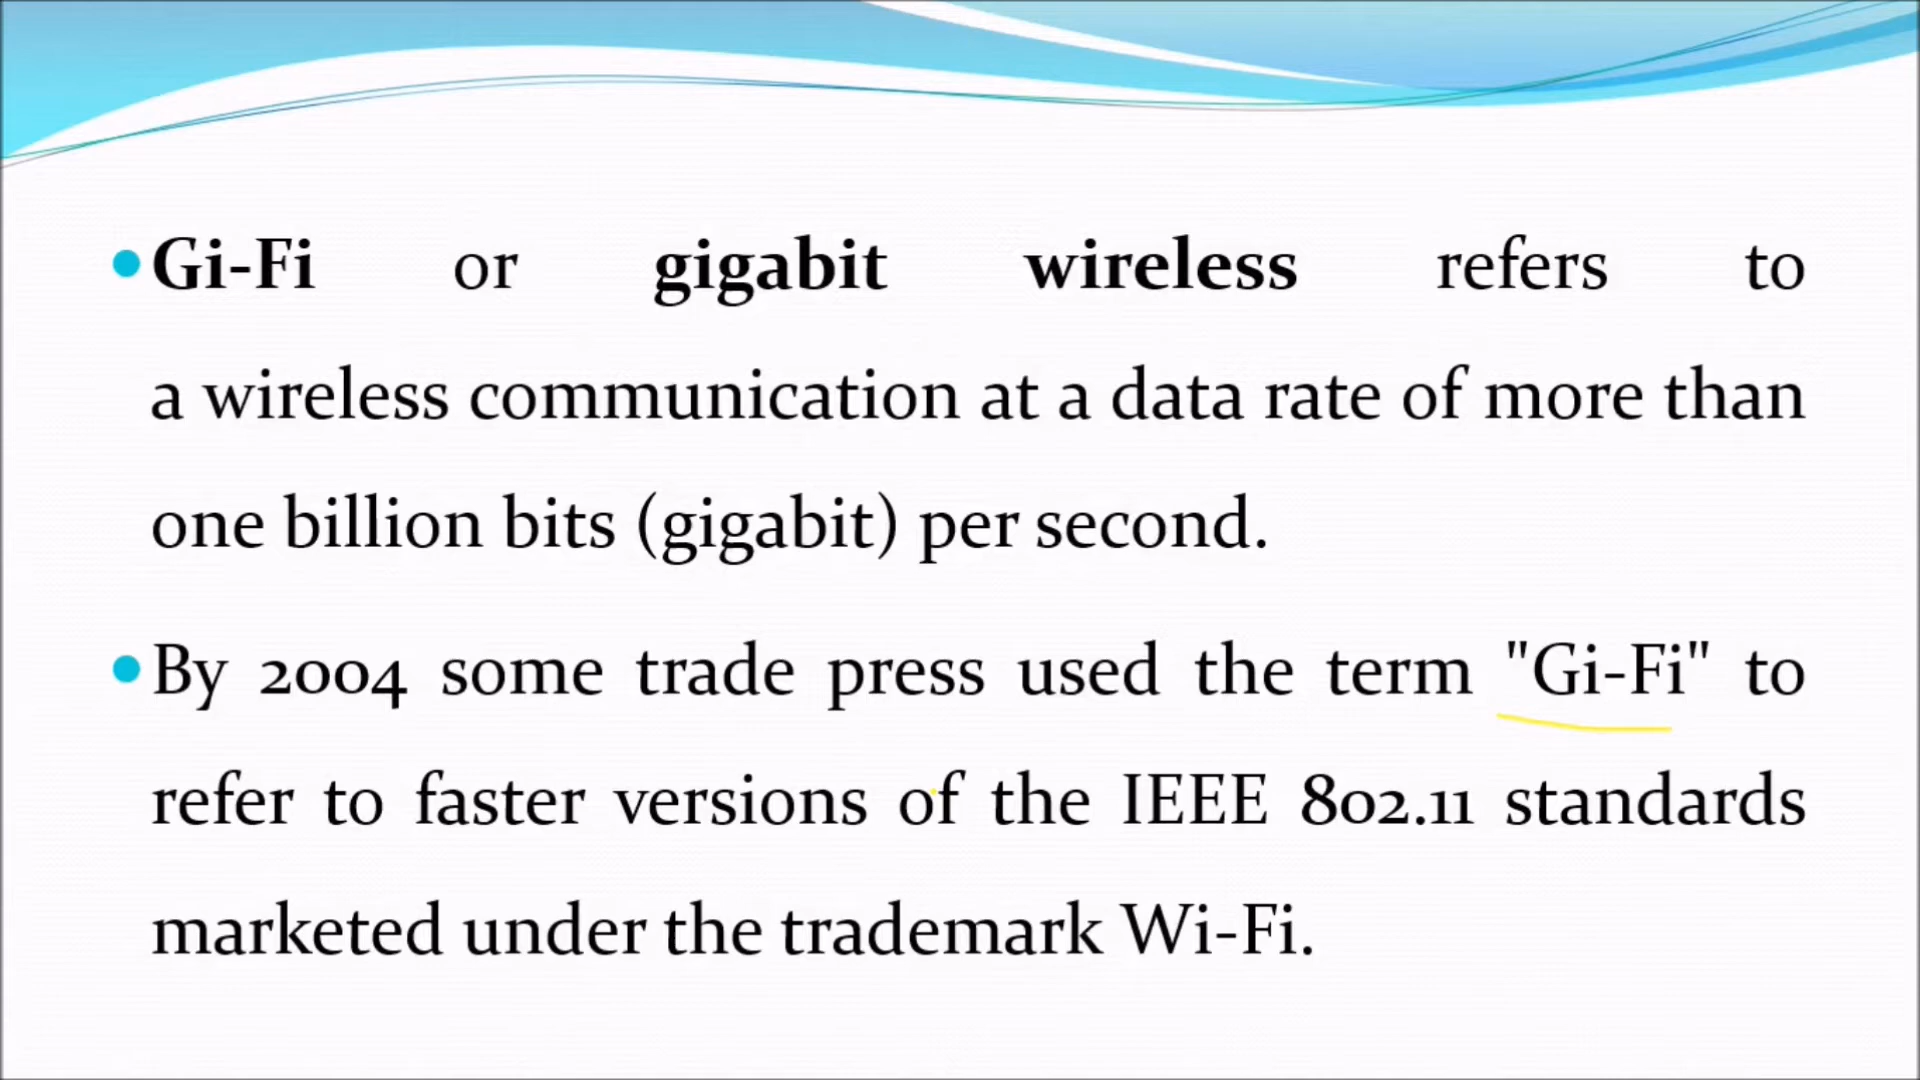 • Gi-Fi or gigabit wireless refers to
a wireless communication at a data rate of more than
one billion bits (gigabit) per second.
• By 2004 some trade press used the term "Gi-Fi" to
refer to faster versions of the IEEE 802.11 standards
marketed under the trademark Wi-Fi.